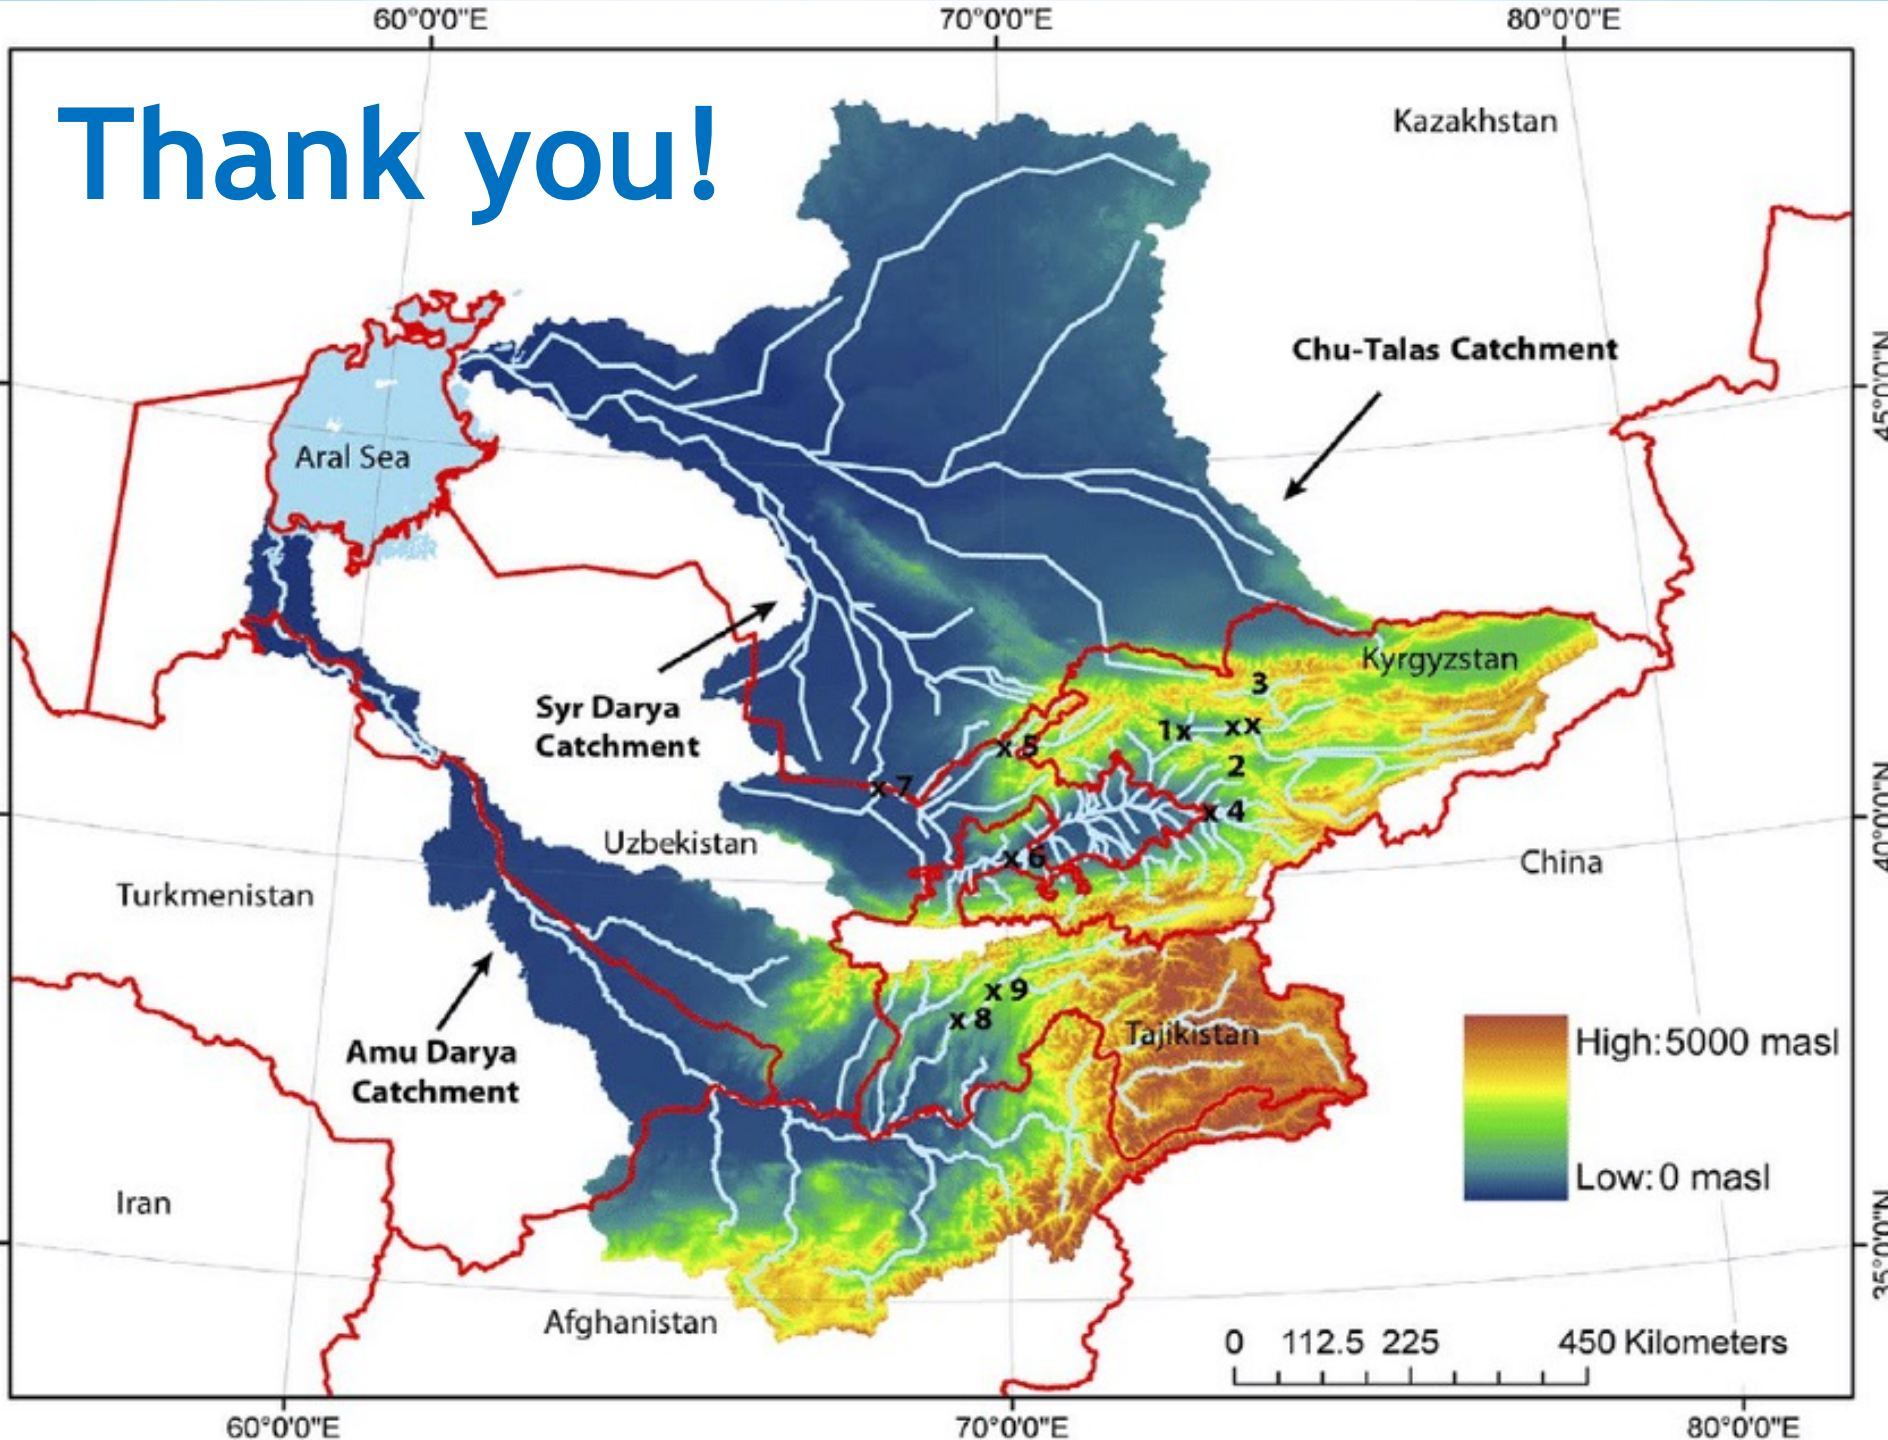 60°0'0"E
70°0'0"E
80°0'0"E
Thank you!
Kazakhstan
Chu-Talas Catchment
45°0'0"N
Aral Sea
Kyrgyzstan
3
Syr Darya
Catchment
1x
xx
x 5
2
x 7
x 4
40°0'0"N
Uzbekistan
x 6
China
Turkmenistan
x 9
x 8
Tajikistan
High:5000 masl
Amu Darya
Catchment
Low:0 masl
Iran
35°0'0"N
Afghanistan
0 112.5 225 450 Kilometers
60°0'0"E
70°0'0"E
80°0'0"E